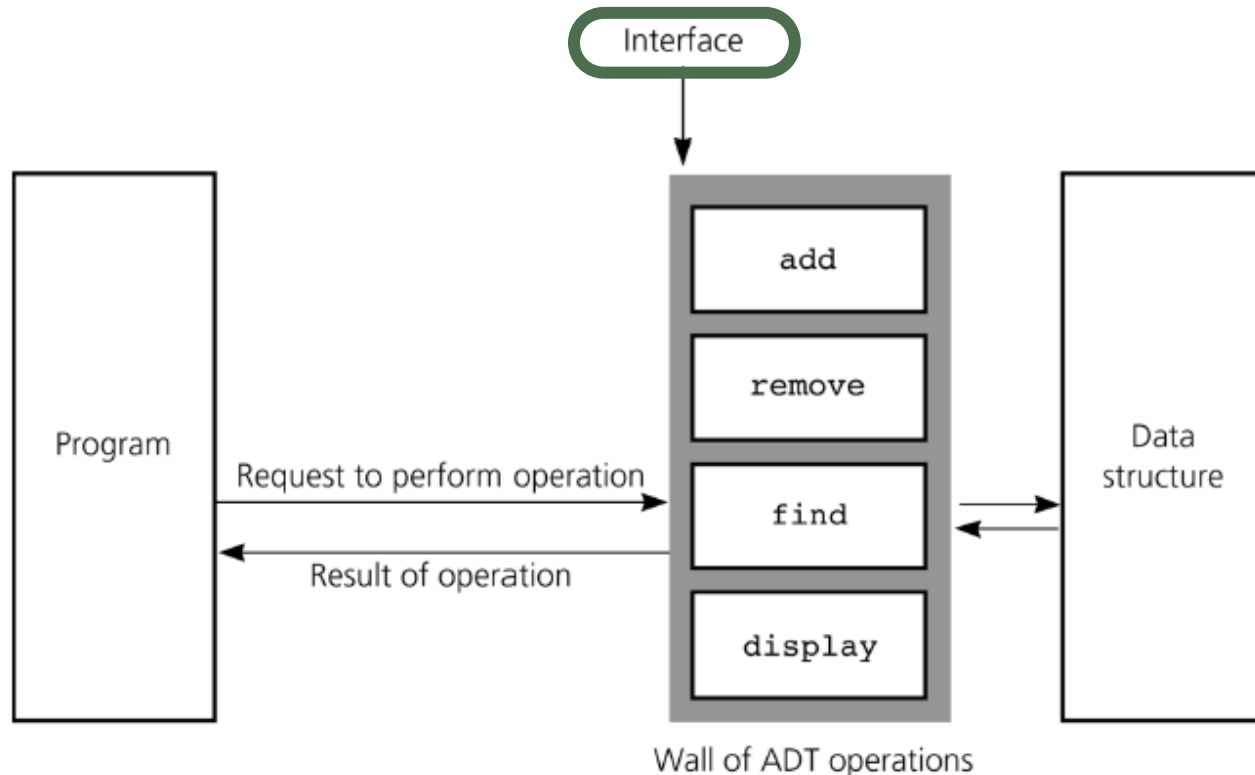 Interface
add
remove
Program
Request to perform operation
find
Result of operation
Data
structure
display
Wall of ADT operations